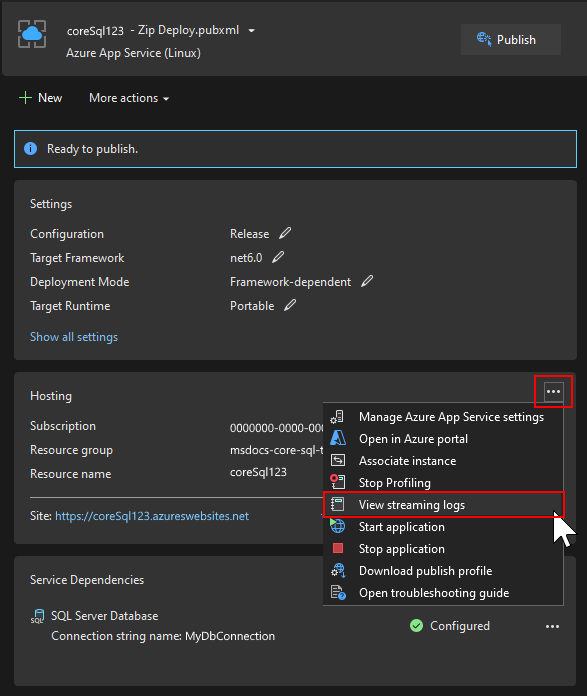 coreSql123 - Zip Deploy.pubxml
Azure App Service (Linux)
Publish
New
More actions
Ready to publish.
Settings
Configuration Release
Target Framework net6.0
Deployment Mode Framework-dependent
Target Runtime Portable
Show all settings
Hosting
Subscription 0000000-0000-000
Resource group msdocs-core-sql-t
Resource name coreSql123
Site: https://coreSql123.azureswebsites.net
Manage Azure App Service settings
Open in Azure portal
Associate instance
Stop Profiling
View streaming logs
Start application
Stop application
Download publish profile
Open troubleshooting guide
Service Dependencies
SQL
SQL Server Database
Connection string name: MyDbConnection
Configured